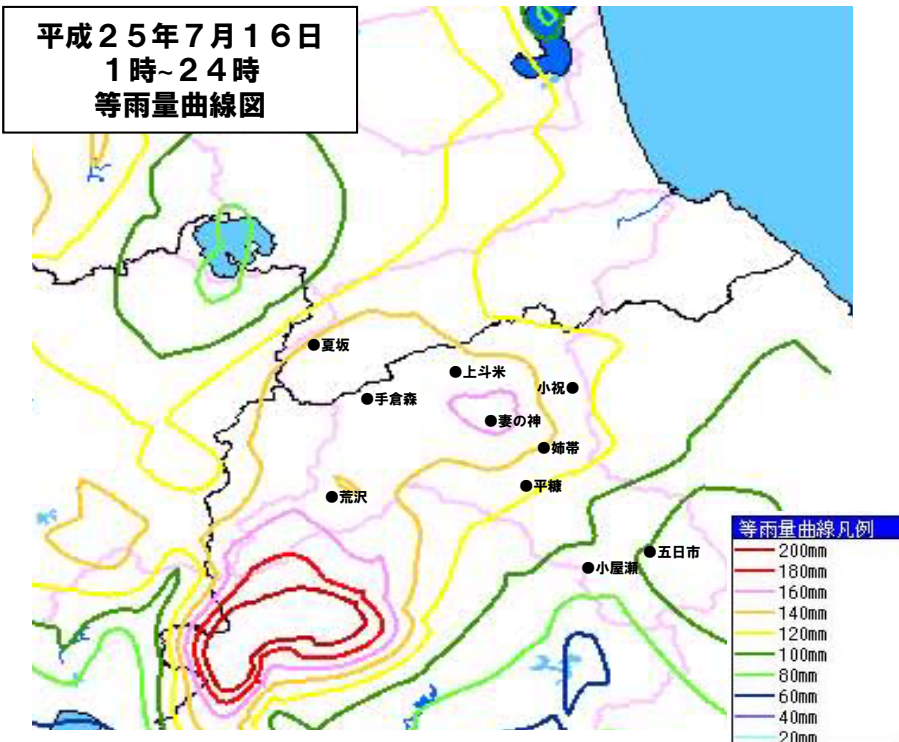 平成２５年７月１６日
１時~２４時
等雨量曲線図
●夏坂
●上斗米
小祝●
●手倉森
●妻の神
●姉帯
●平糠
●荒沢
●五日市
●小屋瀬
等雨量曲線凡例
200mm
180mm
160mm
140mm
120mm
100mm
80mm
60mm
40mm
20mm